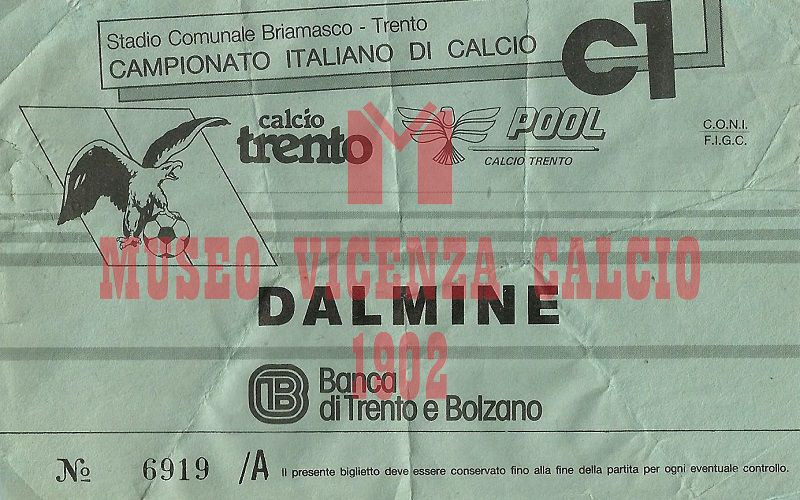 Stadio Comunale Briamasco - Trento
CAMPIONATO ITALIANO DI CALCIO
C1
calcio
trento
POOL
CALCIO TRENTO
C.O.N.I.
F.I.G.C.
M
MUSEO VICENZA CALCIO
DALMINE
1902
1B Banca
di Trento e Bolzano
№ 6919 /A Il presente biglietto deve essere conservato fino alla fine della partita per ogni eventuale controllo.